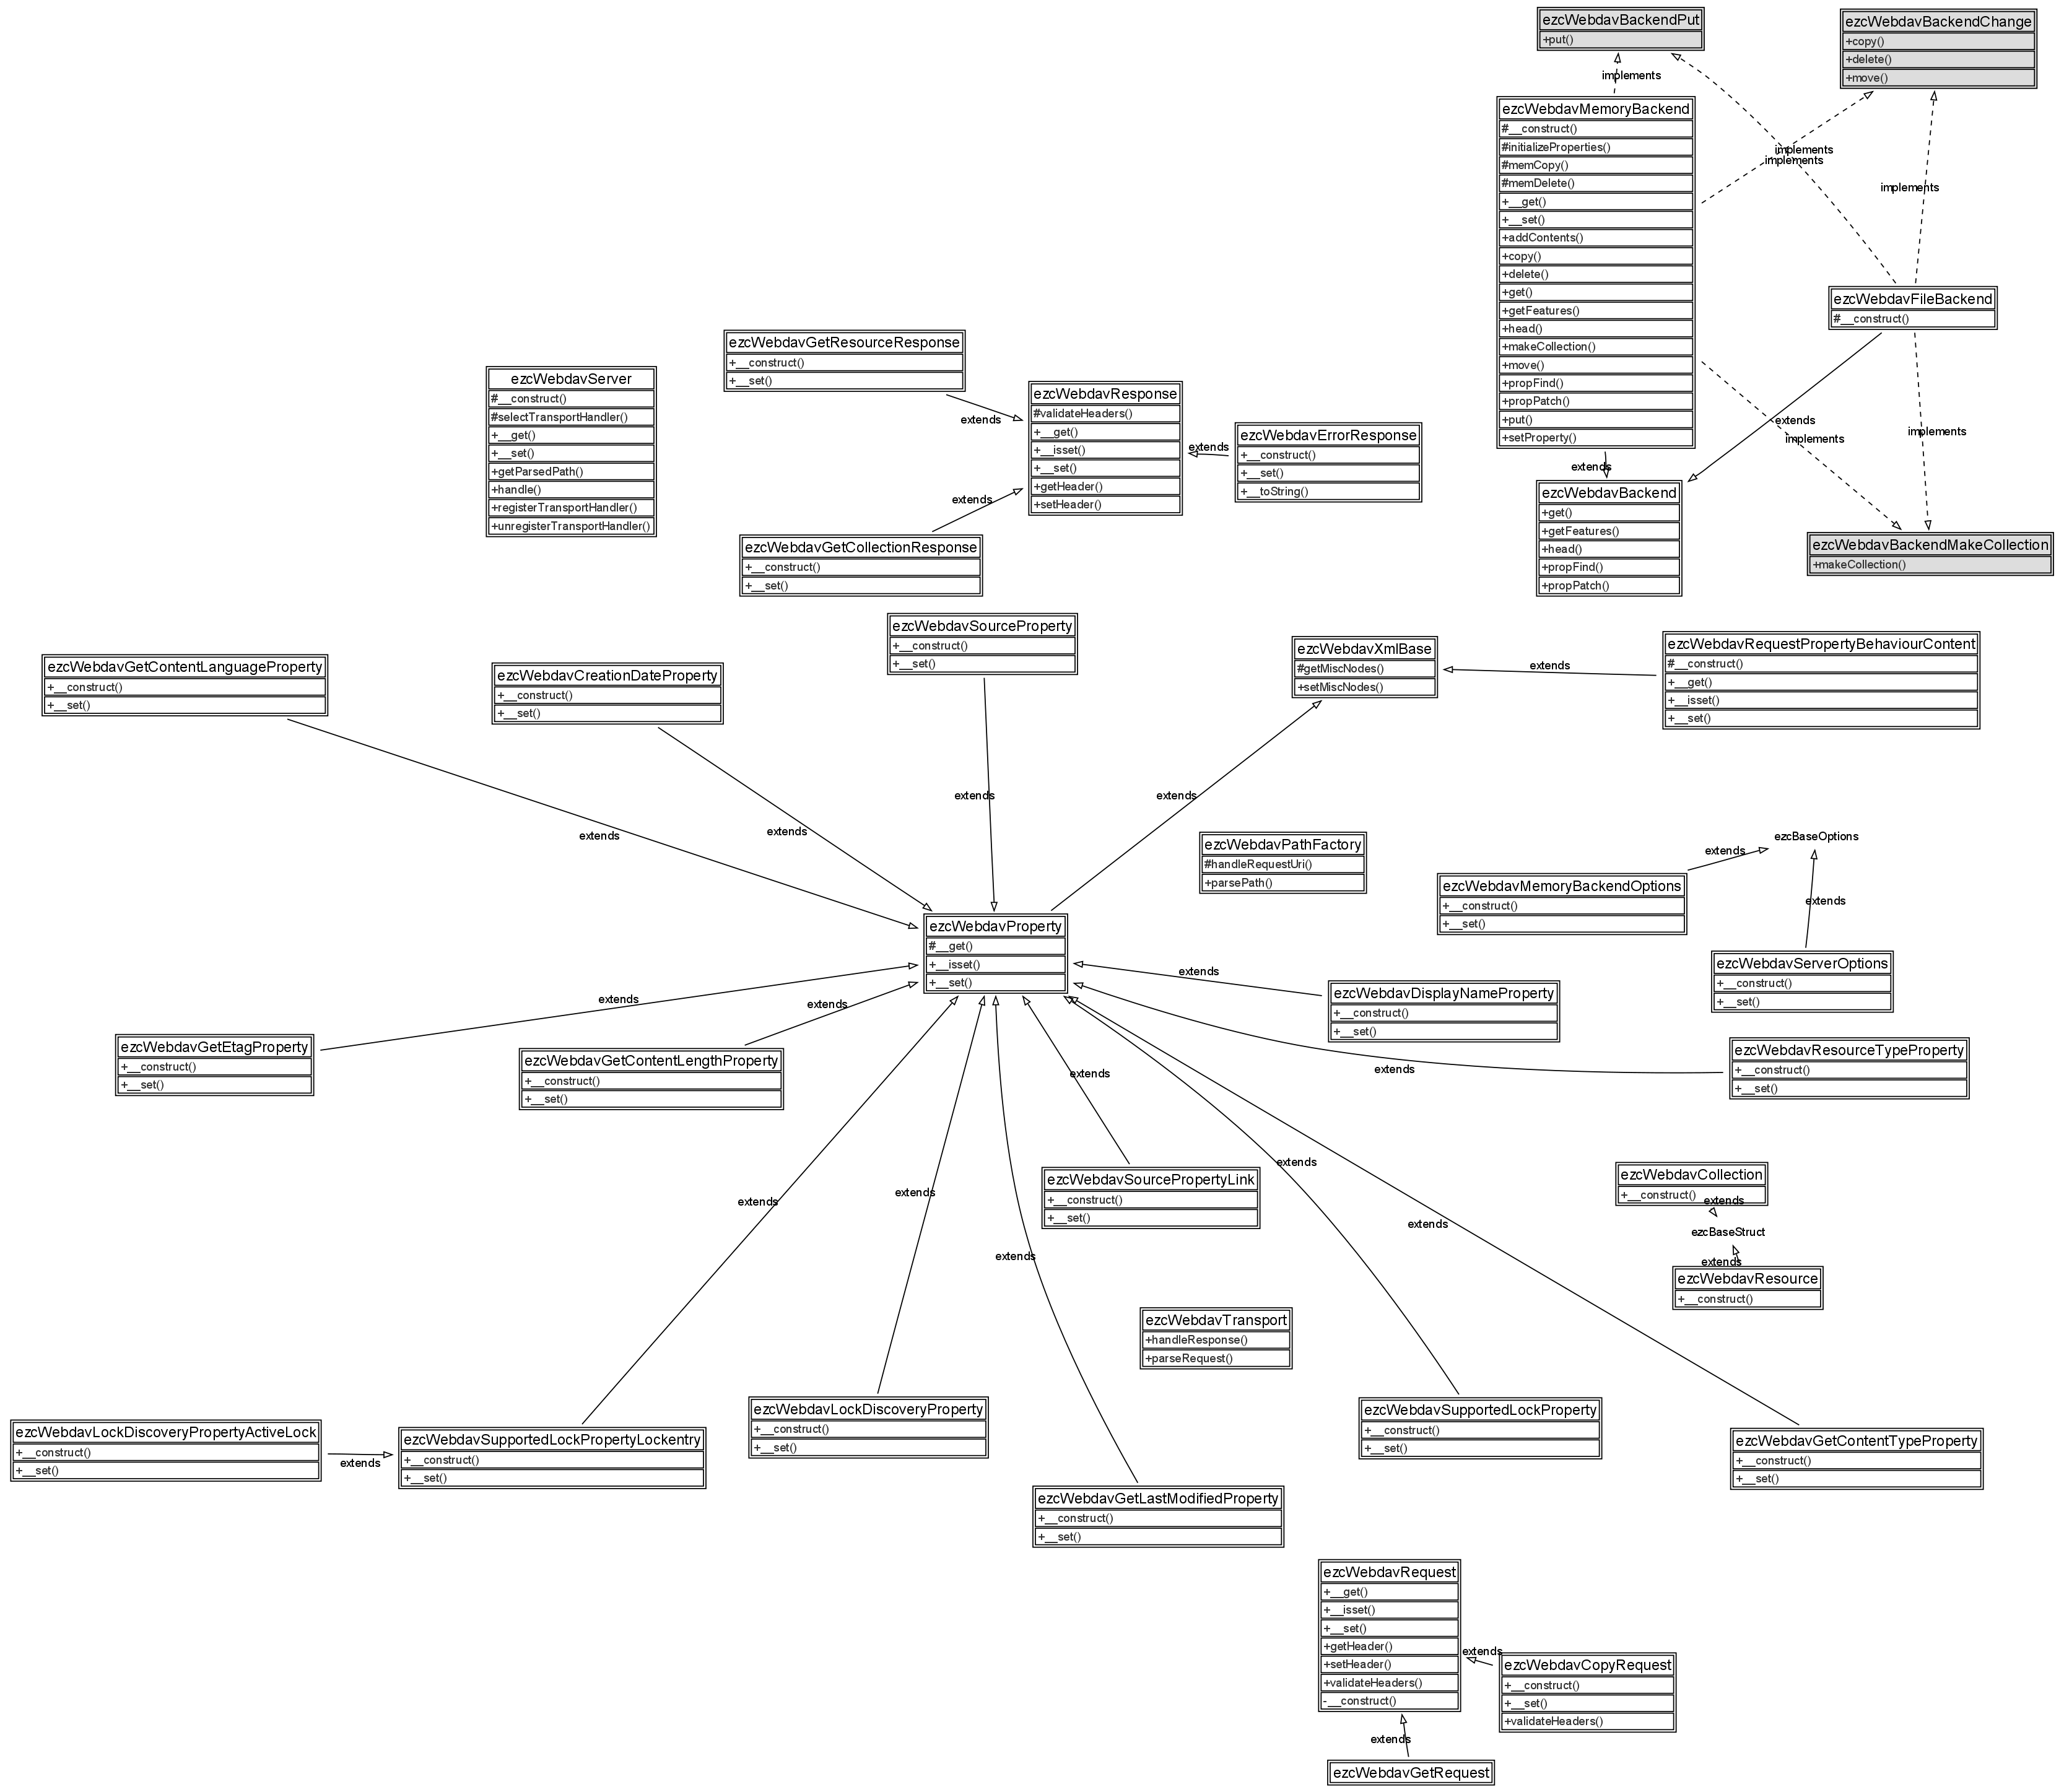 ezcWebdavBackendPut
+put()
ezcWebdavBackendChange
+copy()
+delete()
+move()
implements
ezcWebdavMemoryBackend
#__construct()
#initializeProperties()
#memCopy()
#memDelete()
+__get()
+__set()
+addContents()
+copy()
+delete()
+get()
+getFeatures()
+head()
+makeCollection()
+move()
+propFind()
+propPatch()
+put()
+setProperty()
implements
implements
implements
ezcWebdavFileBackend
#__construct()
extends
implements
implements
extends
ezcWebdavBackend
+get()
+getFeatures()
+head()
+propFind()
+propPatch()
ezcWebdavBackendMakeCollection
+makeCollection()
ezcWebdavServer
#__construct()
#selectTransportHandler()
+__get()
+__set()
+getParsedPath()
+handle()
+registerTransportHandler()
+unregisterTransportHandler()
ezcWebdavGetResourceResponse
+__construct()
+__set()
extends
ezcWebdavResponse
#validateHeaders()
+__get()
+__isset()
+__set()
+getHeader()
+setHeader()
extends
ezcWebdavErrorResponse
+__construct()
+__set()
+__toString()
extends
ezcWebdavGetCollectionResponse
+__construct()
+__set()
ezcWebdavSourceProperty
+__construct()
+__set()
ezcWebdavXmlBase
#getMiscNodes()
+setMiscNodes()
extends
ezcWebdavRequestPropertyBehaviourContent
#__construct()
+__get()
+__isset()
+__set()
ezcWebdavGetContentLanguageProperty
+__construct()
+__set()
ezcWebdavCreationDateProperty
+__construct()
+__set()
extends
extends
extends
extends
ezcWebdavPathFactory
#handleRequestUri()
+parsePath()
ezcBaseOptions
extends
ezcWebdavMemoryBackendOptions
+__construct()
+__set()
extends
ezcWebdavServerOptions
+__construct()
+__set()
ezcWebdavProperty
#__get()
+__isset()
+__set()
extends
extends
extends
ezcWebdavDisplayNameProperty
+__construct()
+__set()
ezcWebdavGetEtagProperty
+__construct()
+__set()
ezcWebdavGetContentLengthProperty
+__construct()
+__set()
extends
extends
ezcWebdavResourceTypeProperty
+__construct()
+__set()
ezcWebdavSourcePropertyLink
+__construct()
+__set()
extends
extends
extends
extends
extends
ezcWebdavCollection
+__construct()
extends
ezcBaseStruct
extends
ezcWebdavResource
+__construct()
ezcWebdavTransport
+handleResponse()
+parseRequest()
ezcWebdavLockDiscoveryPropertyActiveLock
+__construct()
+__set()
extends
ezcWebdavSupportedLockPropertyLockentry
+__construct()
+__set()
ezcWebdavLockDiscoveryProperty
+__construct()
+__set()
ezcWebdavSupportedLockProperty
+__construct()
+__set()
ezcWebdavGetContentTypeProperty
+__construct()
+__set()
ezcWebdavGetLastModifiedProperty
+__construct()
+__set()
ezcWebdavRequest
+__get()
+__isset()
+__set()
+getHeader()
+setHeader()
+validateHeaders()
-__construct()
extends
ezcWebdavCopyRequest
+__construct()
+__set()
+validateHeaders()
extends
ezcWebdavGetRequest